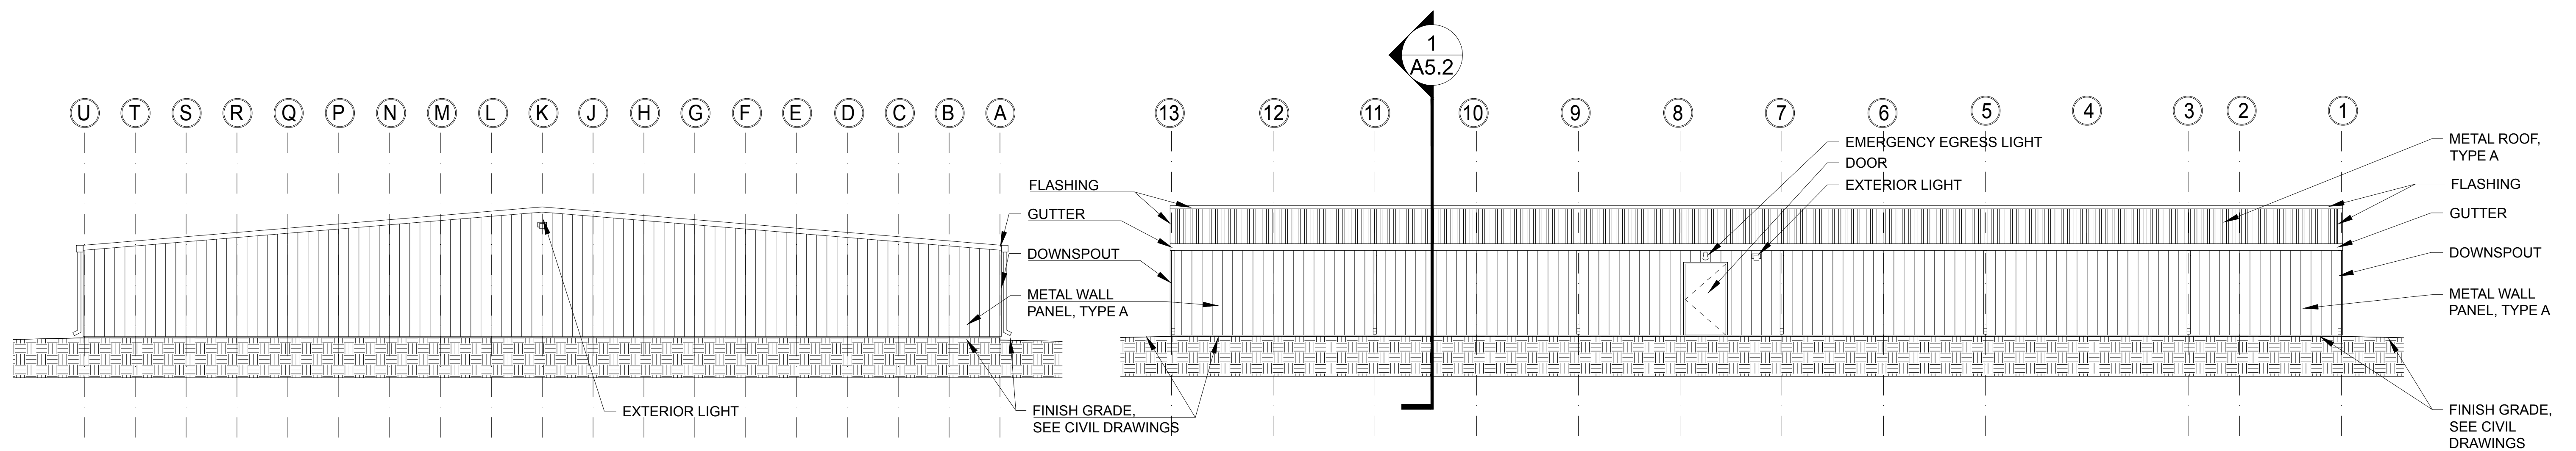 1
A5.2
U T S R Q P N M L K J H G F E D C B A
13 12 11 10 9 8 7 6 5 4 3 2 1
EXTERIOR LIGHT
FLASHING
GUTTER
DOWNSPOUT
METAL WALL
PANEL, TYPE A
FINISH GRADE,
SEE CIVIL DRAWINGS
EMERGENCY EGRESS LIGHT
DOOR
EXTERIOR LIGHT
METAL ROOF,
TYPE A
FLASHING
GUTTER
DOWNSPOUT
METAL WALL
PANEL, TYPE A
FINISH GRADE,
SEE CIVIL
DRAWINGS